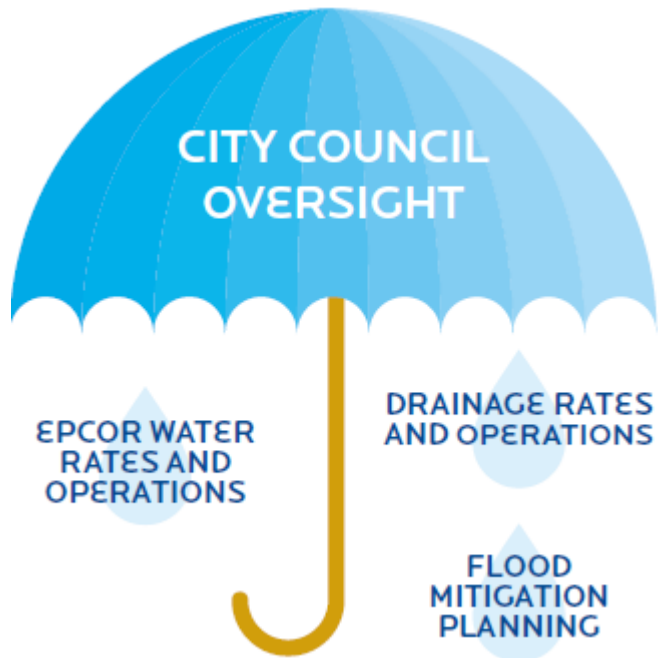 CITY COUNCIL
OVERSIGHT
EPCOR WATER
RATES AND
OPERATIONS
DRAINAGE RATES
AND OPERATIONS
FLOOD
MITIGATION
PLANNING